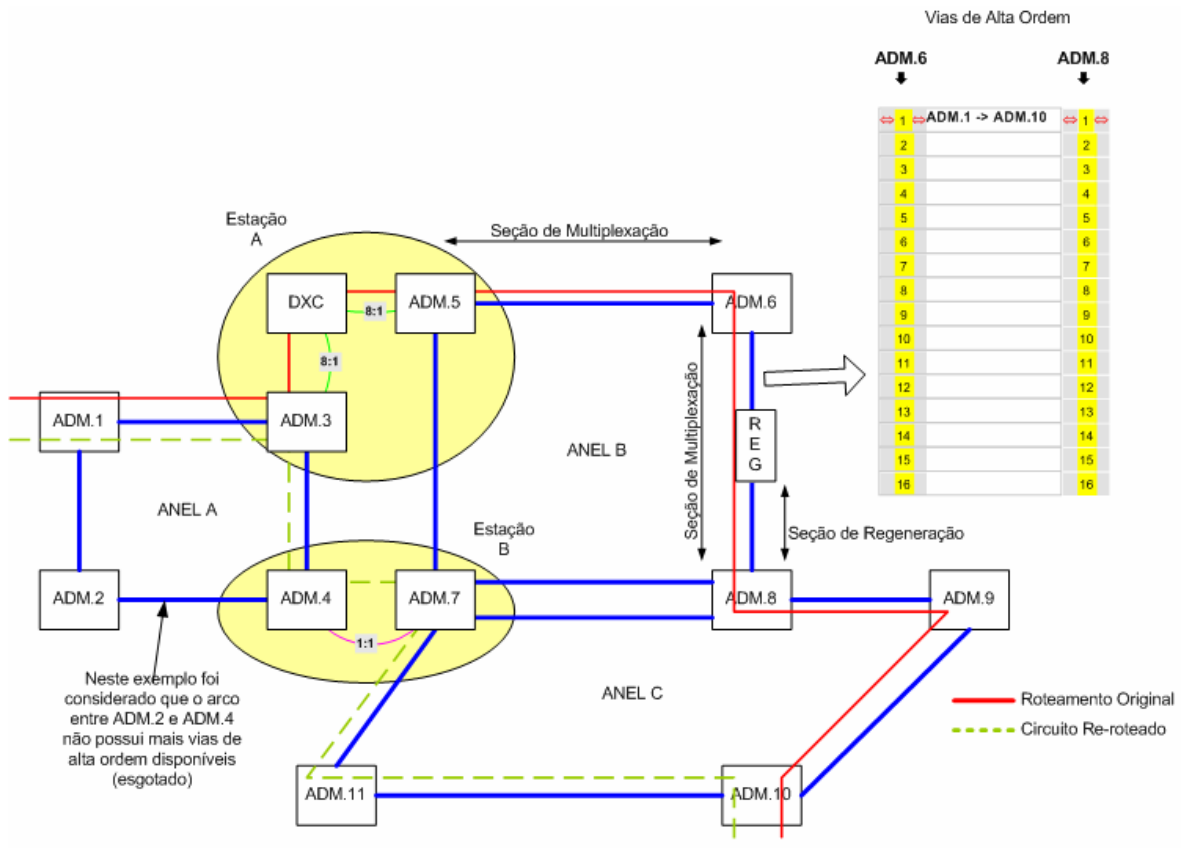 Vias de Alta Ordem
ADM.6
ADM.8
1 ADM.1 -> ADM.10 1
2 2
3 3
4 4
5 5
6 6
7 7
8 8
9 9
10 10
11 11
12 12
13 13
14 14
15 15
16 16
Estação
A
Seção de Multiplexação
DXC
ADM.5
8:1
ADM.6
8:1
ADM.1
ADM.3
Seção de Multiplexação
R
E
G
ANEL B
ANEL A
Estação
B
Seção de Regeneração
ADM.2
ADM.4
ADM.7
ADM.8
ADM.9
1:1
Neste exemplo foi
considerado que o arco
entre ADM.2 e ADM.4
não possui mais vias de
alta ordem disponíveis
(esgotado)
ANEL C
Roteamento Original
Circuito Re-roteado
ADM.11
ADM.10